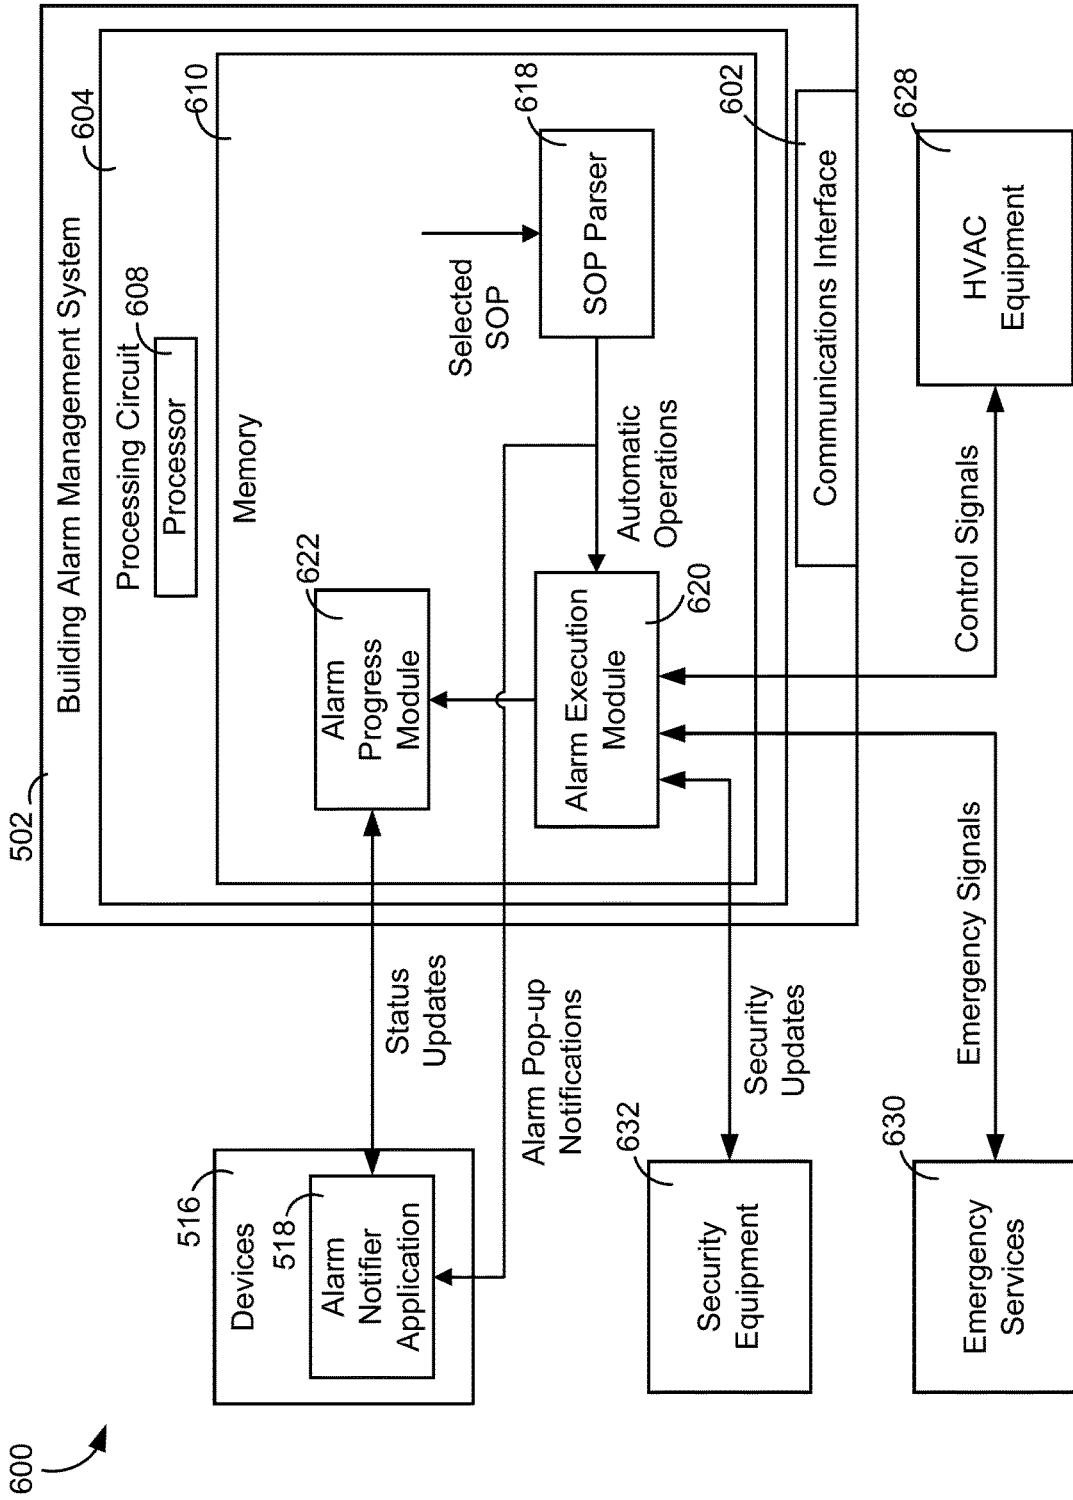 600
502
Building Alarm Management System
604
Processing Circuit
608
Processor
610
Memory
622
Alarm
Progress
Module
Selected
SOP
618
SOP Parser
Automatic
Operations
Alarm Execution
Module
620
602
Communications Interface
516
Devices
518
Alarm
Notifier
Application
Status
Updates
Alarm Pop-up
Notifications
632
Security
Equipment
Security
Updates
630
Emergency
Services
Emergency Signals
Control Signals
628
HVAC
Equipment